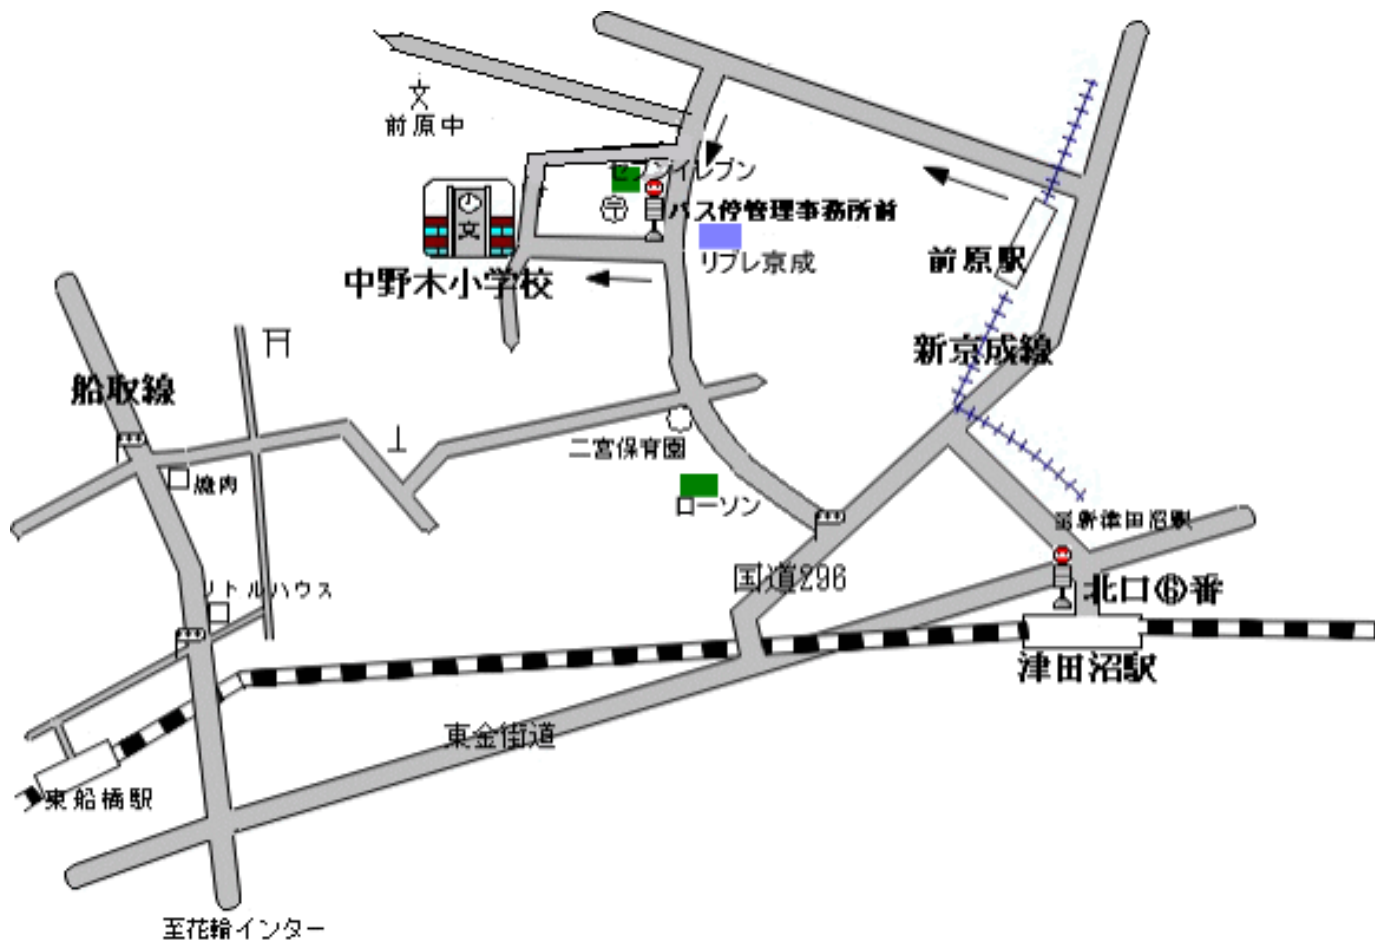 前原中
セブンイレブン
バス停管理事務所前
リブレ京成
前原駅
中野木小学校
新京成線
船取線
二宮保育園
焼肉
ローソン
至新津田沼駅
国道296
北口⑥番
リトルハウス
津田沼駅
東金街道
東船橋駅
至花輪インター